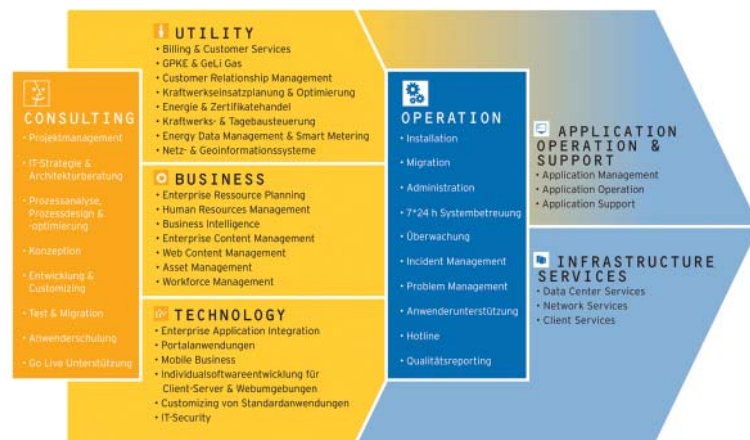 CONSULTING
• Projektmanagement
• IT-Strategie &
Architekturberatung
• Prozessanalyse,
Prozessdesign &
-optimierung
• Konzeption
• Entwicklung &
Customizing
• Test & Migration
• Anwenderschulung
• Go Live Unterstützung
UTILITY
• Billing & Customer Services
• GPKE & GeLi Gas
• Customer Relationship Management
• Kraftwerkseinsatzplanung & Optimierung
• Energie & Zertifikatehandel
• Kraftwerks- & Tagebausteuerung
• Energy Data Management & Smart Metering
• Netz- & Geoinformationssysteme
BUSINESS
• Enterprise Ressource Planning
• Human Resources Management
• Business Intelligence
• Enterprise Content Management
• Web Content Management
• Asset Management
• Workforce Management
TECHNOLOGY
• Enterprise Application Integration
• Portalanwendungen
• Mobile Business
• Individualsoftwareentwicklung für
Client-Server & Webumgebungen
• Customizing von Standardanwendungen
• IT-Security
OPERATION
• Installation
• Migration
• Administration
• 7*24 h Systembetreuung
• Überwachung
• Incident Management
• Problem Management
• Anwenderunterstützung
• Hotline
• Qualitätsreporting
APPLICATION
OPERATION &
SUPPORT
• Application Management
• Application Operation
• Application Support
INFRASTRUCTURE
SERVICES
• Data Center Services
• Network Services
• Client Services